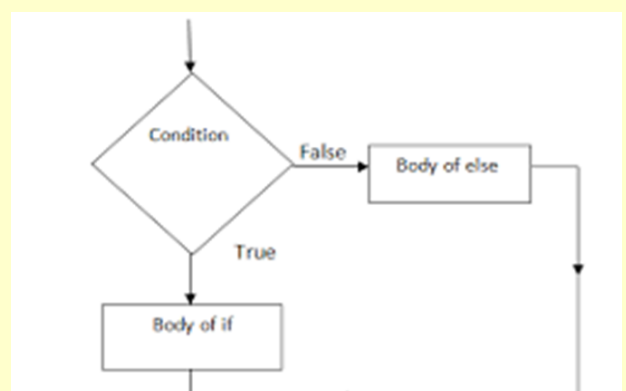 Condition
False
Body of else
True
Body of if